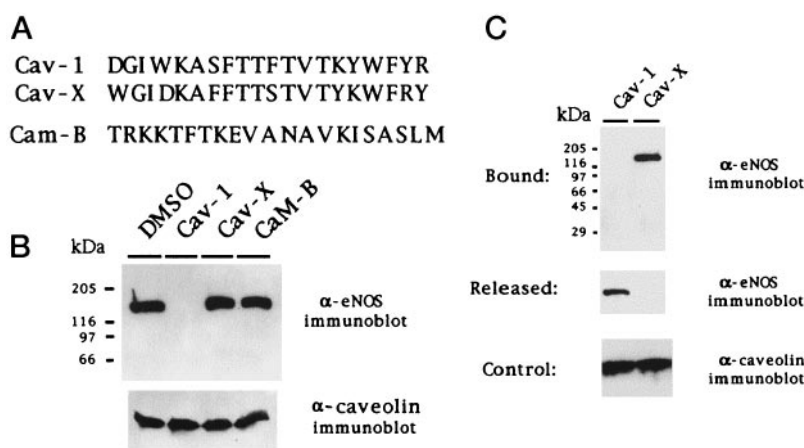 A
Cav-1 DGIWKASFTTFTVTKYWFYR
Cav-X WGIDKAFFTTSTVTYKWFRY
Cam-B TRKKTFTKEVANAVKISASLM
B
DMSO
Cav-1
Cav-X
CaM-B
kDa
205
116
97
66
α-eNOS
immunoblot
α-caveolin
immunoblot
C
Cav-1
Cav-X
kDa
205
116
97
66
45
29
Bound:
α-eNOS
immunoblot
Released:
α-eNOS
immunoblot
Control:
α-caveolin
immunoblot